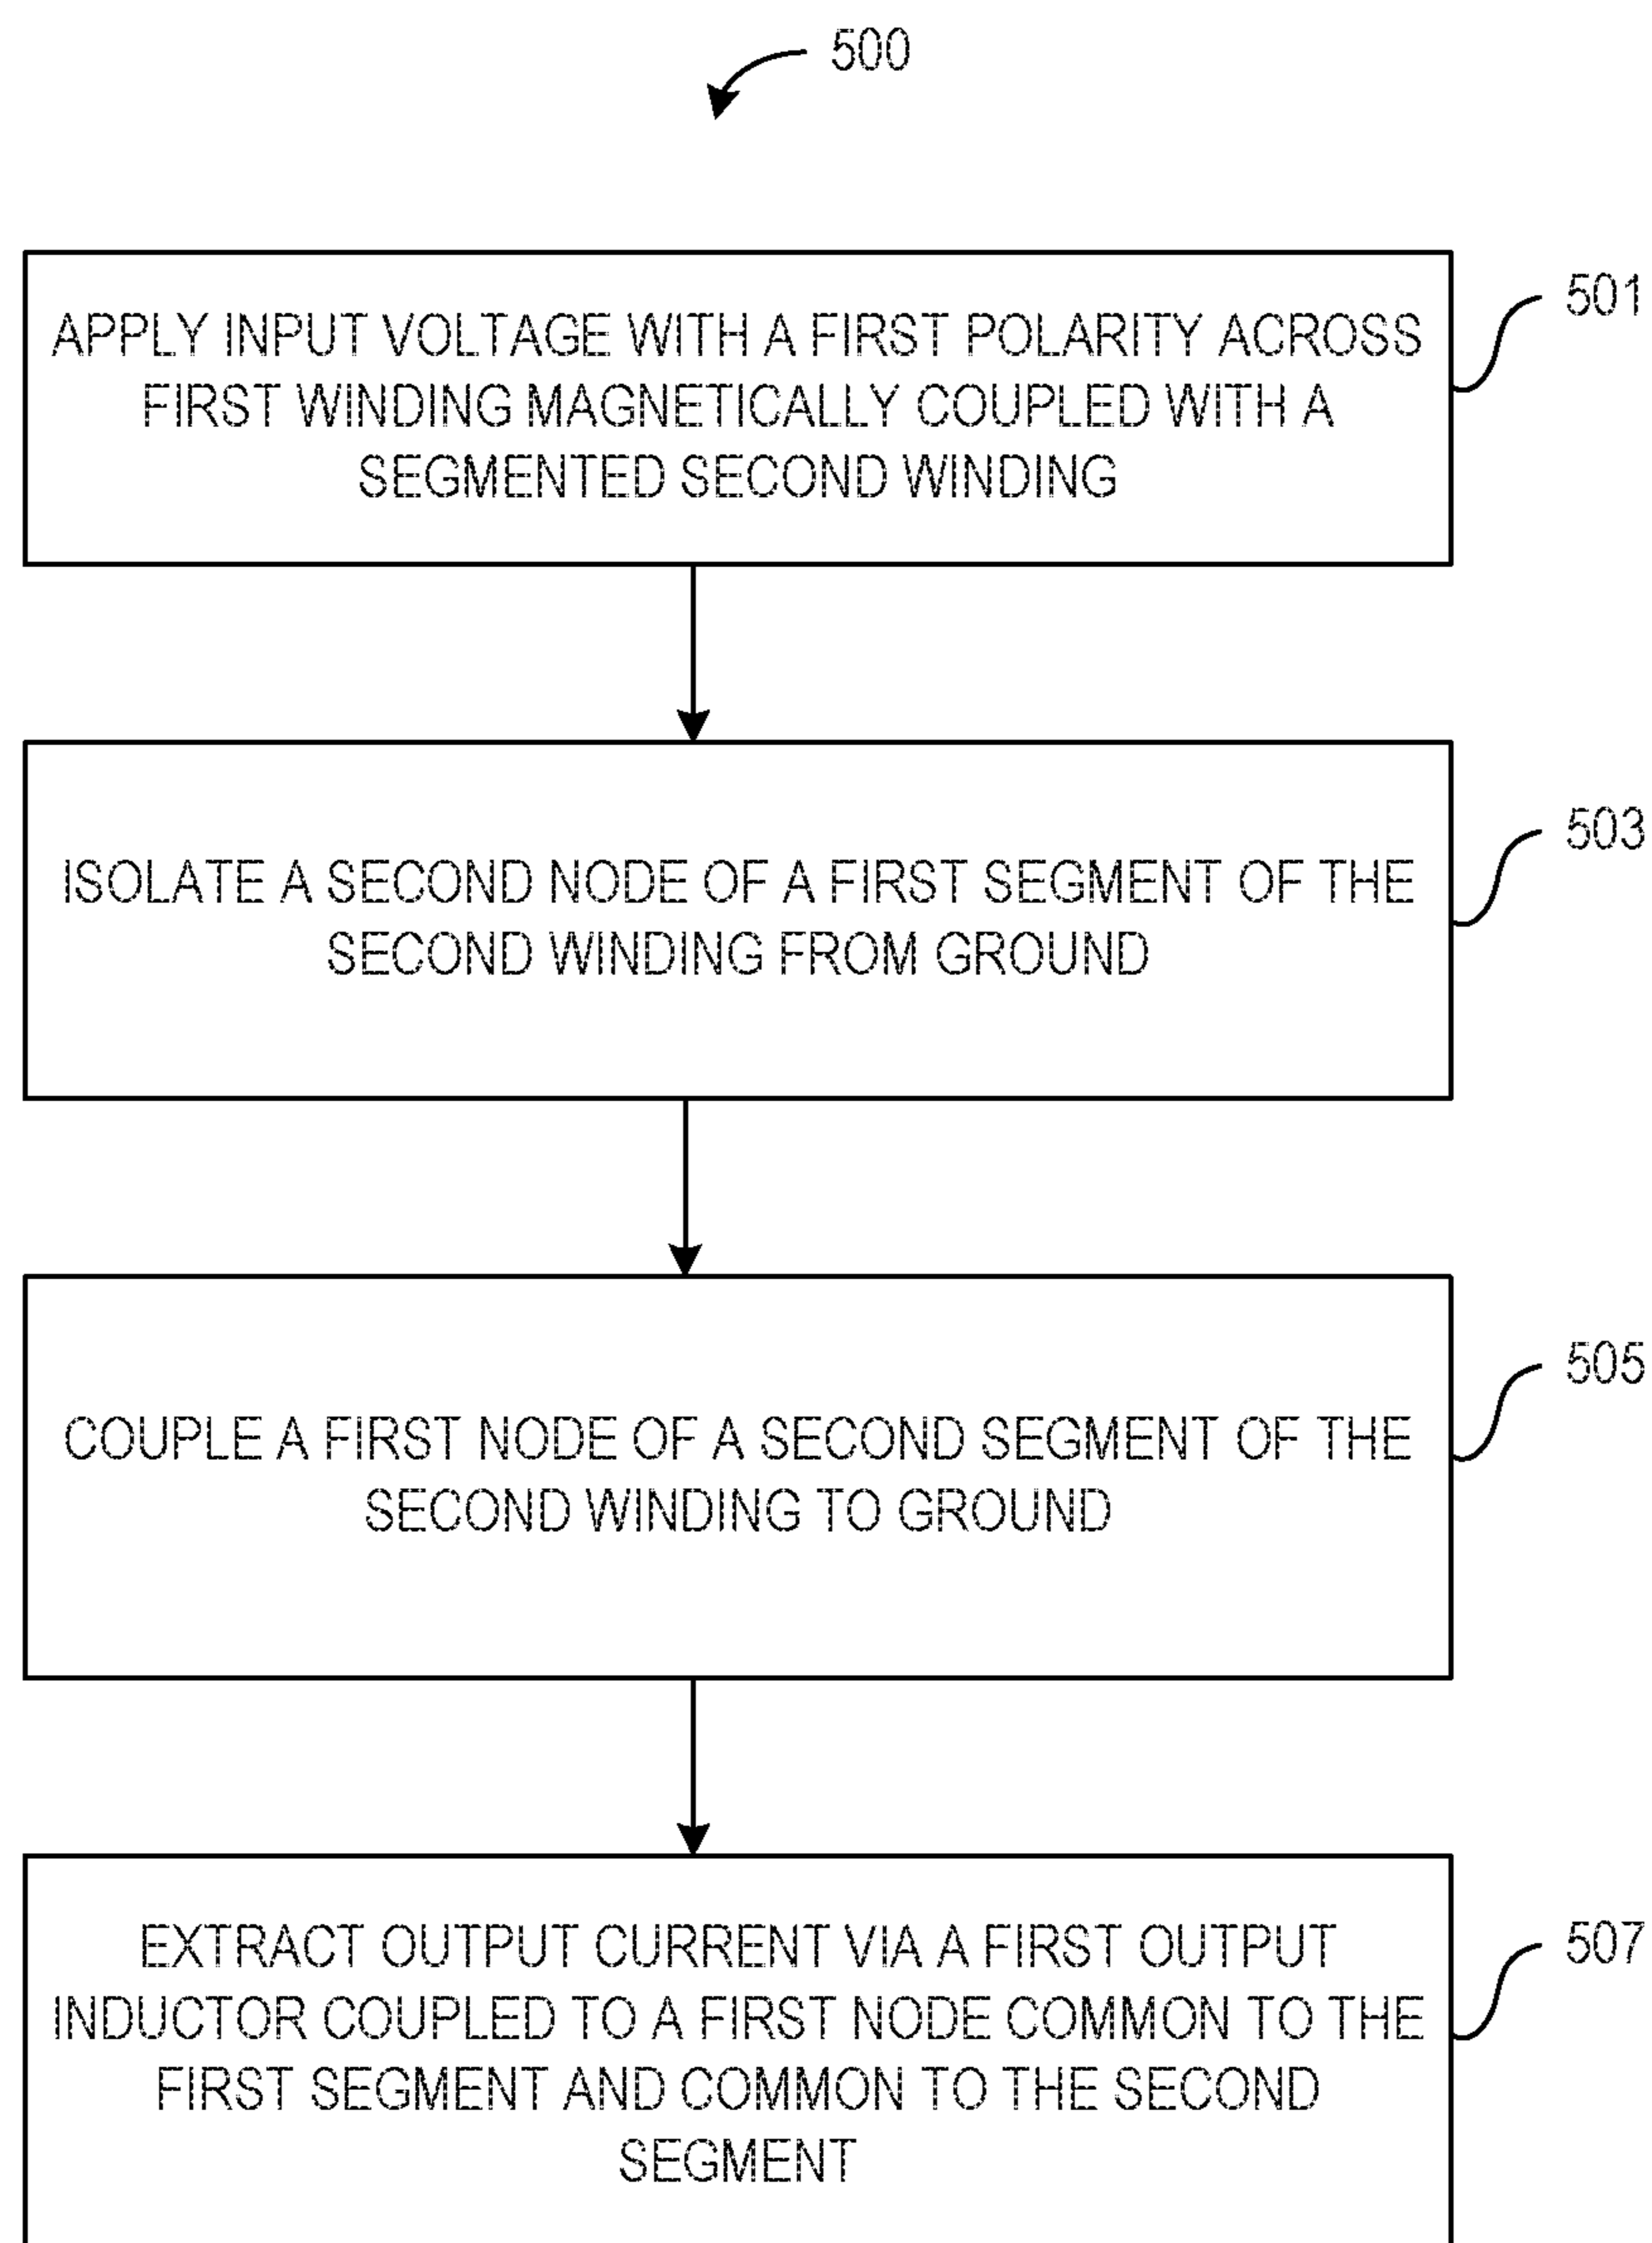 500
APPLY INPUT VOLTAGE WITH A FIRST POLARITY ACROSS
FIRST WINDING MAGNETICALLY COUPLED WITH A
SEGMENTED SECOND WINDING
501
ISOLATE A SECOND NODE OF A FIRST SEGMENT OF THE
SECOND WINDING FROM GROUND
503
COUPLE A FIRST NODE OF A SECOND SEGMENT OF THE
SECOND WINDING TO GROUND
505
EXTRACT OUTPUT CURRENT VIA A FIRST OUTPUT
INDUCTOR COUPLED TO A FIRST NODE COMMON TO THE
FIRST SEGMENT AND COMMON TO THE SECOND
SEGMENT
507